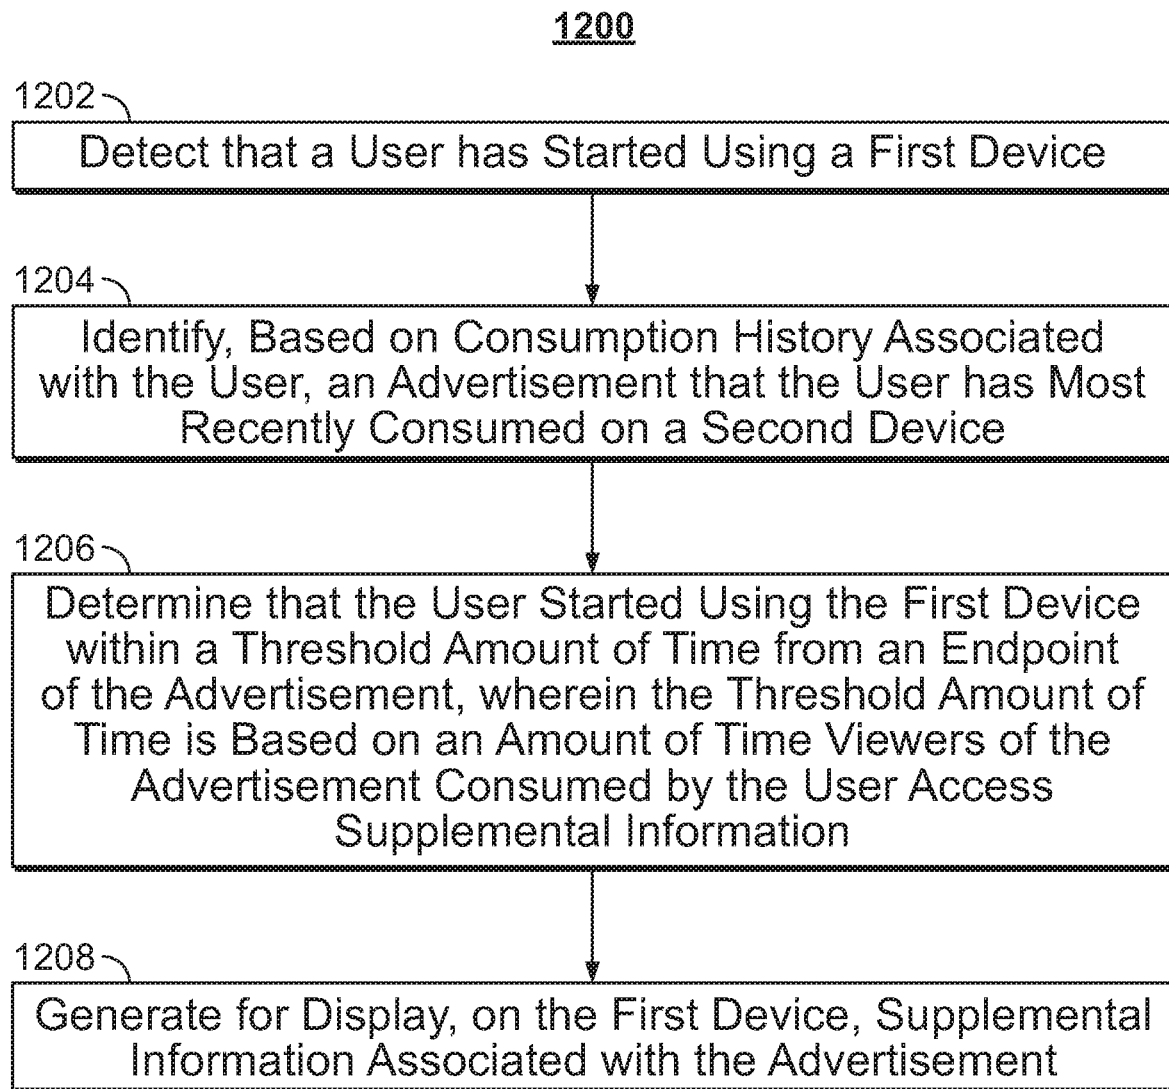 1200
1202
Detect that a User has Started Using a First Device
1204
Identify, Based on Consumption History Associated
with the User, an Advertisement that the User has Most
Recently Consumed on a Second Device
1206
Determine that the User Started Using the First Device
within a Threshold Amount of Time from an Endpoint
of the Advertisement, wherein the Threshold Amount of
Time is Based on an Amount of Time Viewers of the
Advertisement Consumed by the User Access
Supplemental Information
1208
Generate for Display, on the First Device, Supplemental
Information Associated with the Advertisement